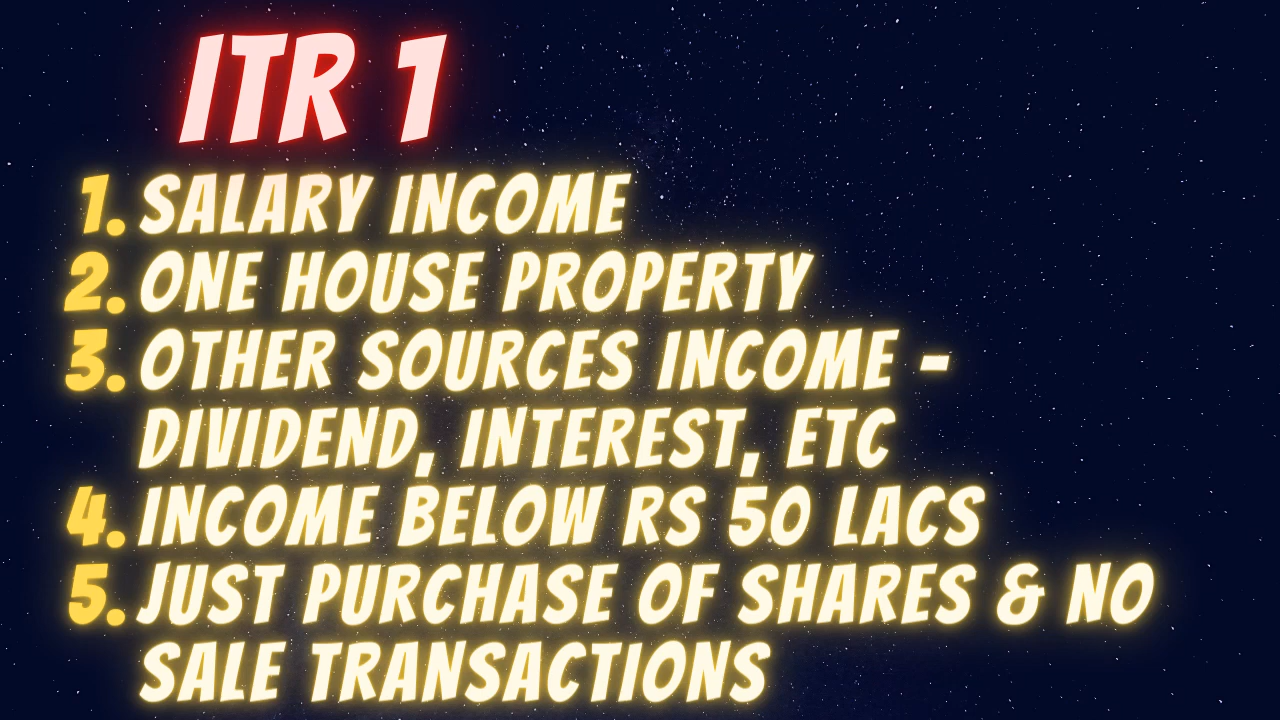 ITR 1
1. SALARY INCOME
2. ONE HOUSE PROPERTY
3. OTHER SOURCES INCOME -
DIVIDEND, INTEREST, ETC
4. INCOME BELOW RS 50 LACS
5. JUST PURCHASE OF SHARES & NO
SALE TRANSACTIONS